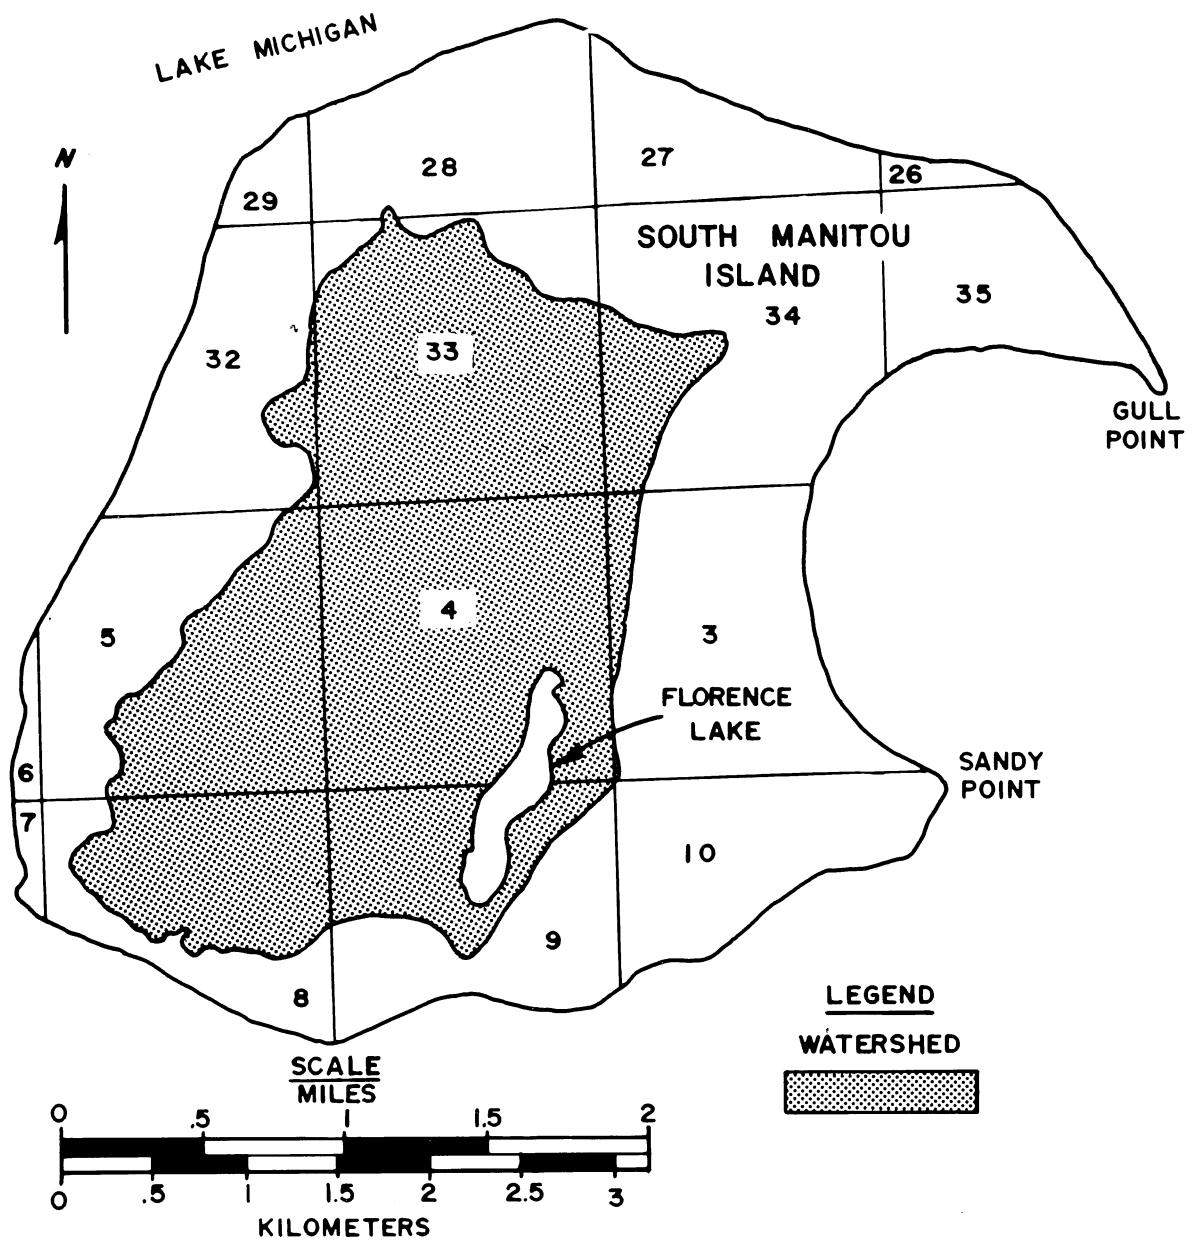 LAKE MICHIGAN
N
28
27
26
29
SOUTH MANITOU
ISLAND
35
34
33
32
GULL
POINT
4
5
3
FLORENCE
LAKE
SANDY
POINT
6
7
10
9
8
LEGEND
WATERSHED
SCALE
MILES
0 .5 1 1.5 2
0 .5 1 1.5 2 2.5 3
KILOMETERS